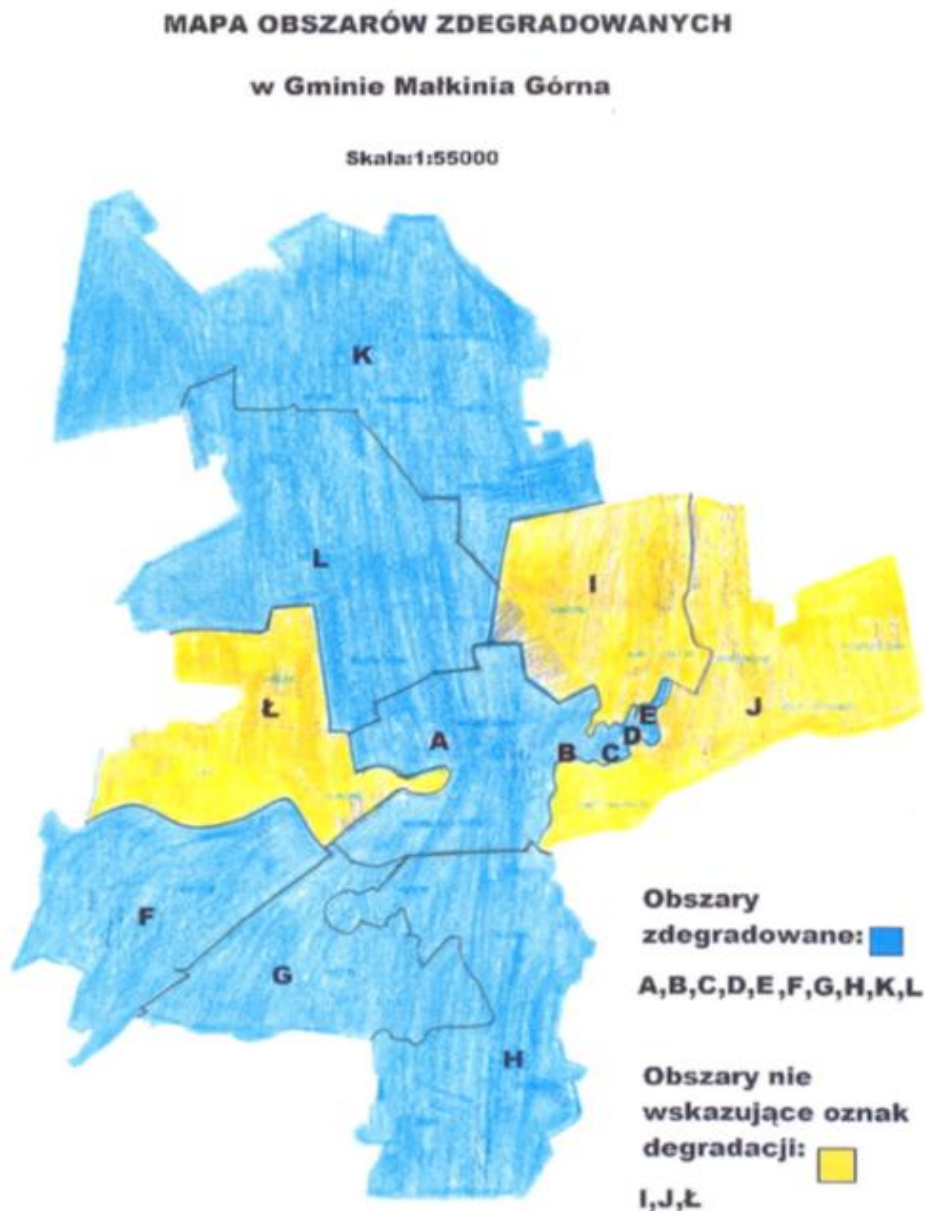 MAPA OBSZARÓW ZDEGRADOWANYCH
w Gminie Małkinia Górna
Skala:1:55000
K
L
I
Ł
A
B
C
D
E
J
F
G
H
Obszary
zdegradowane:
A,B,C,D,E,F,G,H,K,L
Obszary nie
wskazujące oznak
degradacji:
I,J,Ł